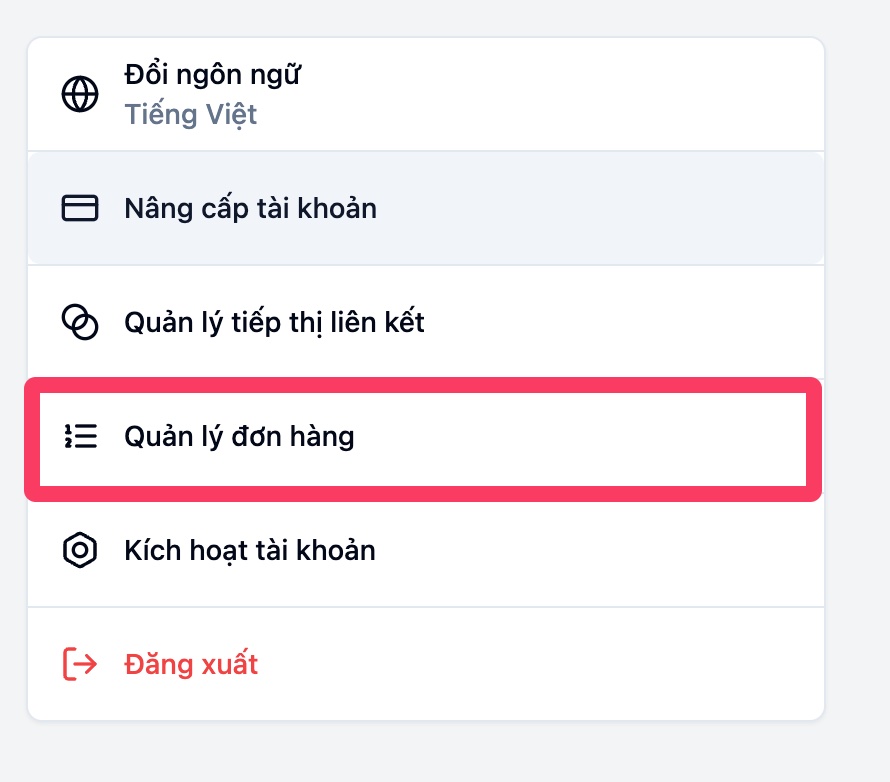 Đổi ngôn ngữ
Tiếng Việt
Nâng cấp tài khoản
Quản lý tiếp thị liên kết
Quản lý đơn hàng
Kích hoạt tài khoản
Đăng xuất